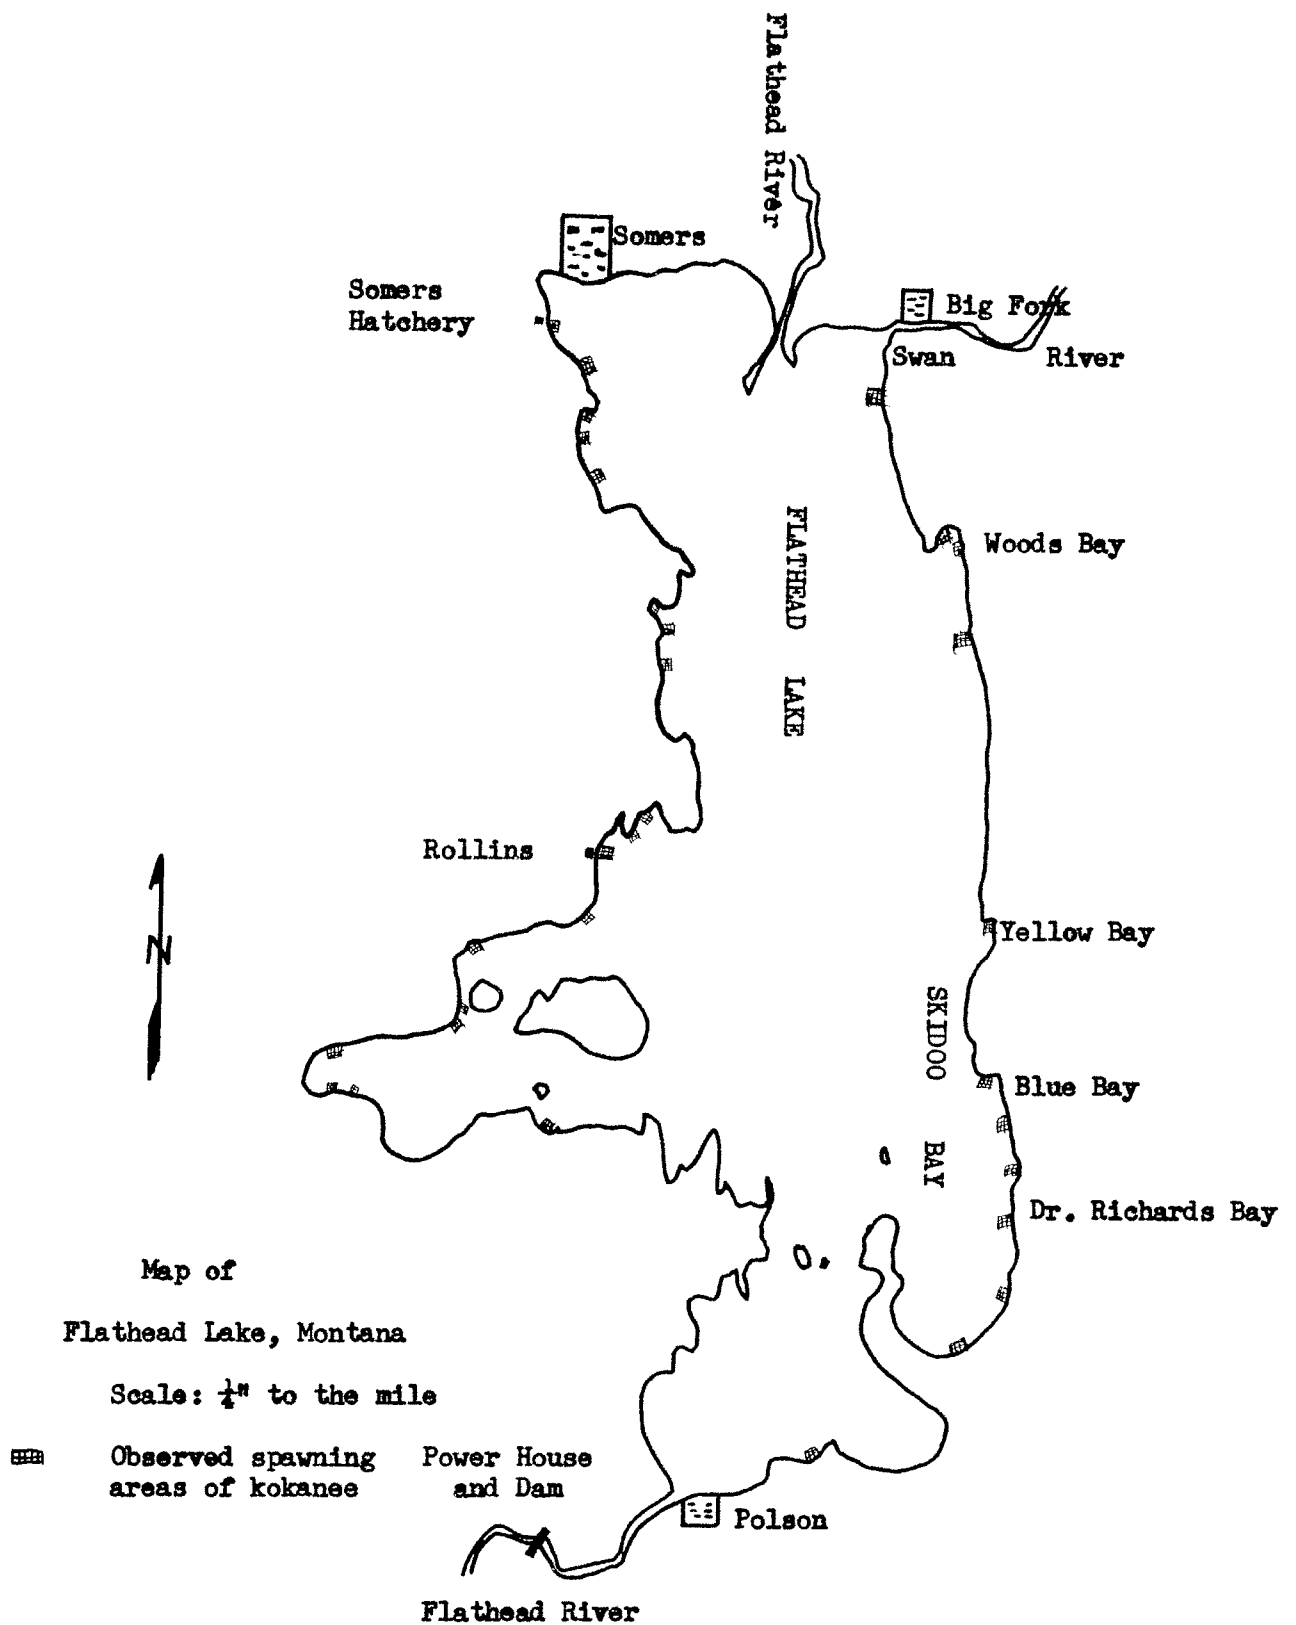 Flathead River
Somers
Somers
Hatchery
Big Fork
Swan River
Woods Bay
FLATHEAD LAKE
Rollins
N
Yellow Bay
SKIDOO BAY
Blue Bay
Dr. Richards Bay
Map of
Flathead Lake, Montana
Scale: ¼" to the mile
Observed spawning
areas of kokanee
Power House
and Dam
Polson
Flathead River